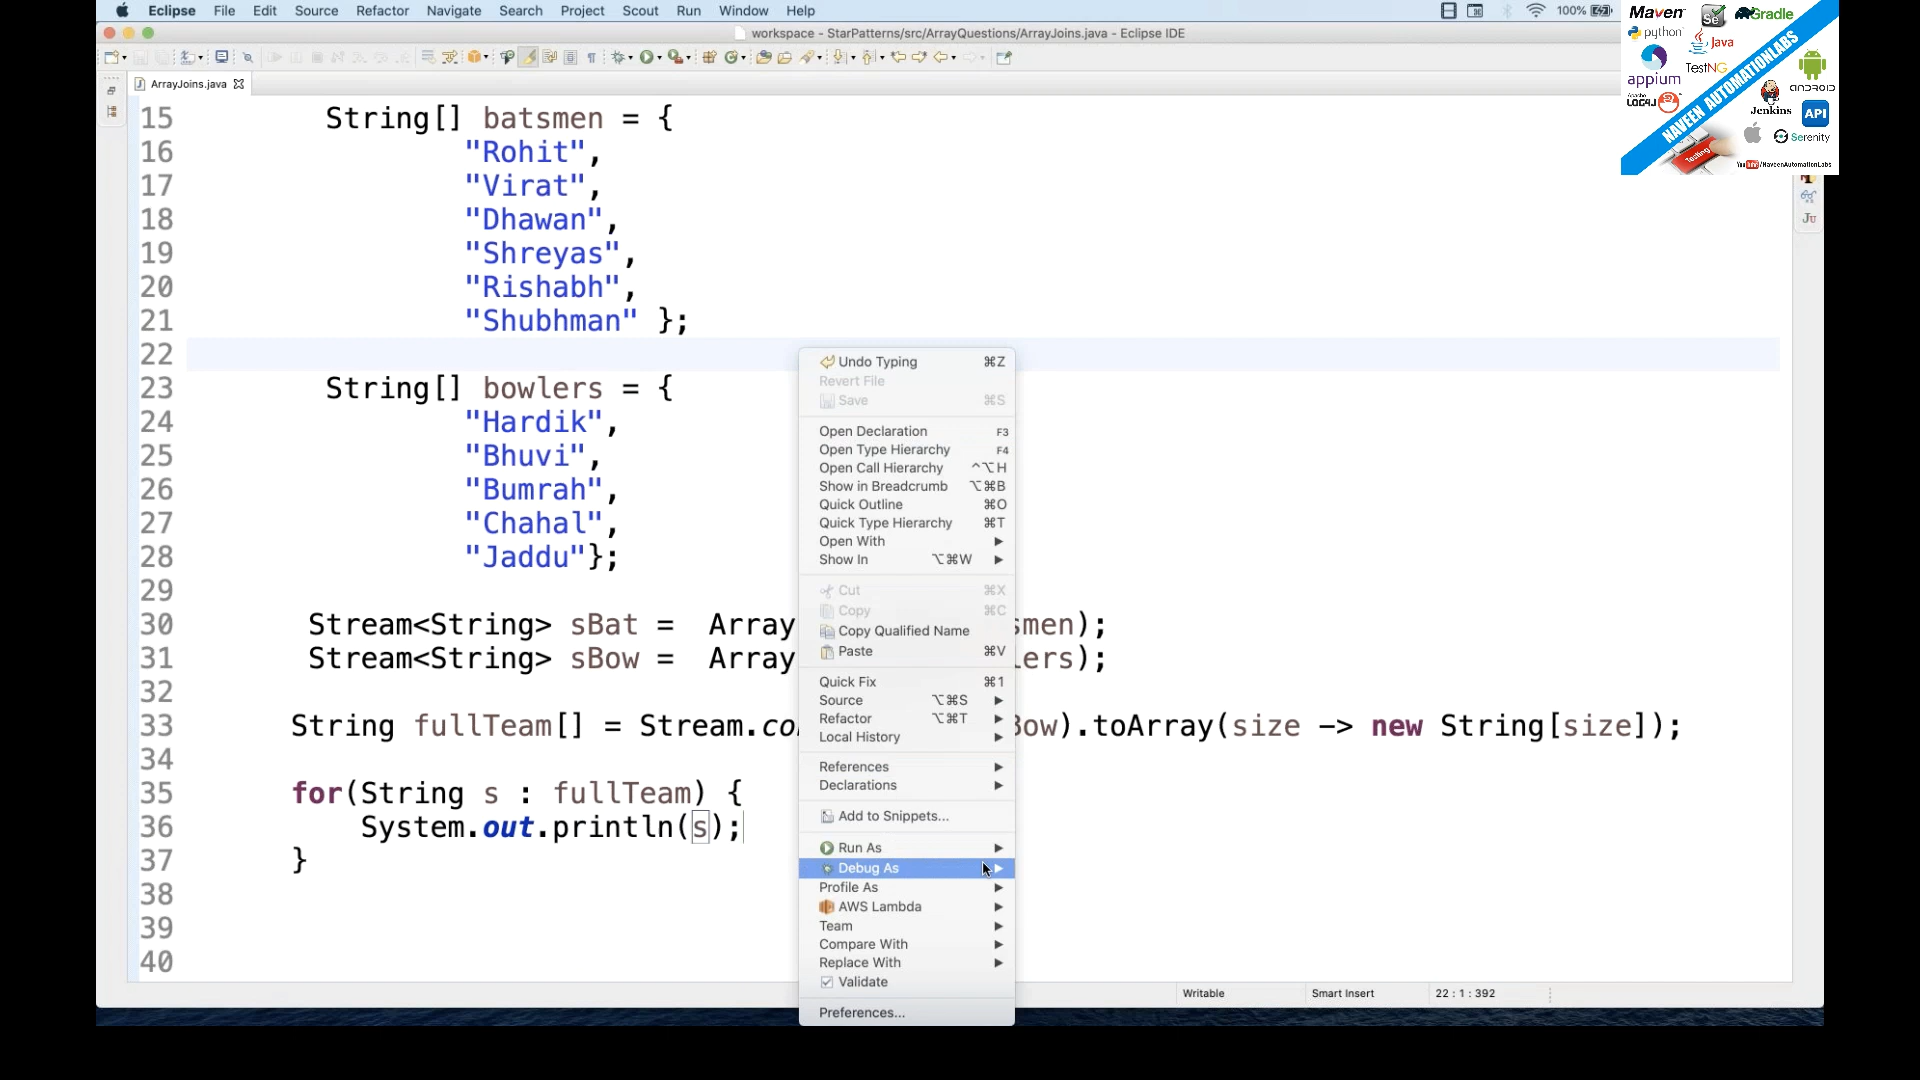 Eclipse File Edit Source Refactor Navigate Search Project Scout Run Window Help 100%
workspace - StarPatterns/src/ArrayQuestions/ArrayJoins.java - Eclipse IDE
ArrayJoins.java
15 String[] batsmen = {
16 "Rohit",
17 "Virat",
18 "Dhawan",
19 "Shreyas",
20 "Rishabh",
21 "Shubhman" };
22
23 String[] bowlers = {
24 "Hardik",
25 "Bhuvi",
26 "Bumrah",
27 "Chahal",
28 "Jaddu"};
29
30 Stream<String> sBat = Array smen);
31 Stream<String> sBow = Array lers);
32
33 String fullTeam[] = Stream.co Bow).toArray(size -> new String[size]);
34
35 for(String s : fullTeam) {
36 System.out.println(s);
37 }
38
39
40
Undo Typing ⌘Z
Revert File
Save ⌘S
Open Declaration F3
Open Type Hierarchy F4
Open Call Hierarchy ^⌥H
Show in Breadcrumb ⌥⌘B
Quick Outline ⌘O
Quick Type Hierarchy ⌘T
Open With
Show In ⌥⌘W
Cut ⌘X
Copy ⌘C
Copy Qualified Name
Paste ⌘V
Quick Fix ⌘1
Source ⌥⌘S
Refactor ⌥⌘T
Local History
References
Declarations
Add to Snippets...
Run As
Debug As
Profile As
AWS Lambda
Team
Compare With
Replace With
Validate
Preferences...
Writable Smart Insert 22 : 1 : 392
Maven Se Gradle
python Java
appium TestNG android
LOG4J Jenkins API
Serenity
NAVEEN AUTOMATIONLABS
Testing
YouTube/NaveenAutomationLabs
Ju